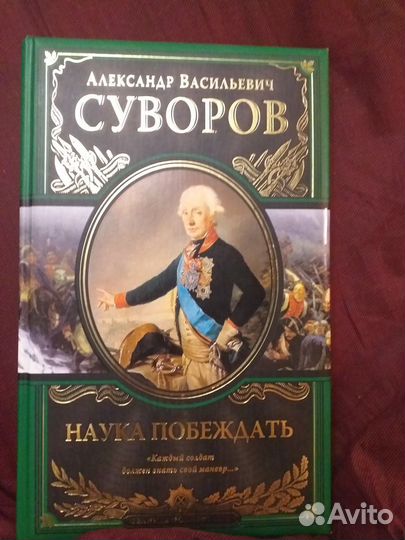 Александр Васильевич
СУВОРОВ
НАУКА ПОБЕЖДАТЬ
«Каждый солдат
должен знать свой маневр...»
Avito